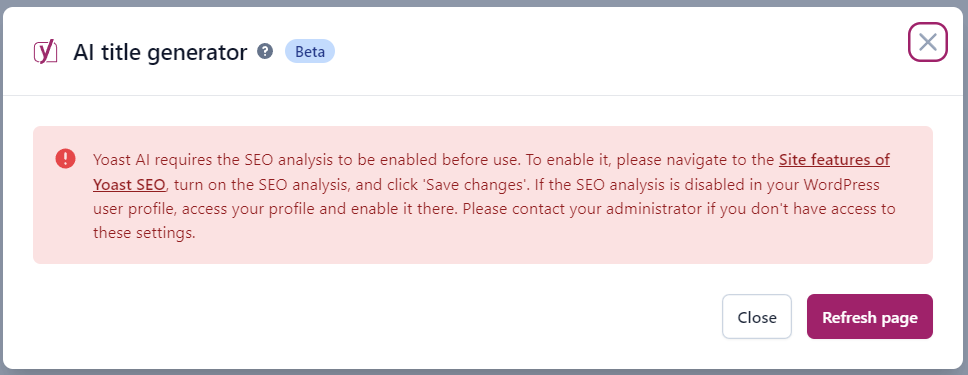 AI title generator ? Beta
Yoast AI requires the SEO analysis to be enabled before use. To enable it, please navigate to the Site features of
Yoast SEO, turn on the SEO analysis, and click 'Save changes'. If the SEO analysis is disabled in your WordPress
user profile, access your profile and enable it there. Please contact your administrator if you don't have access to
these settings.
Close Refresh page